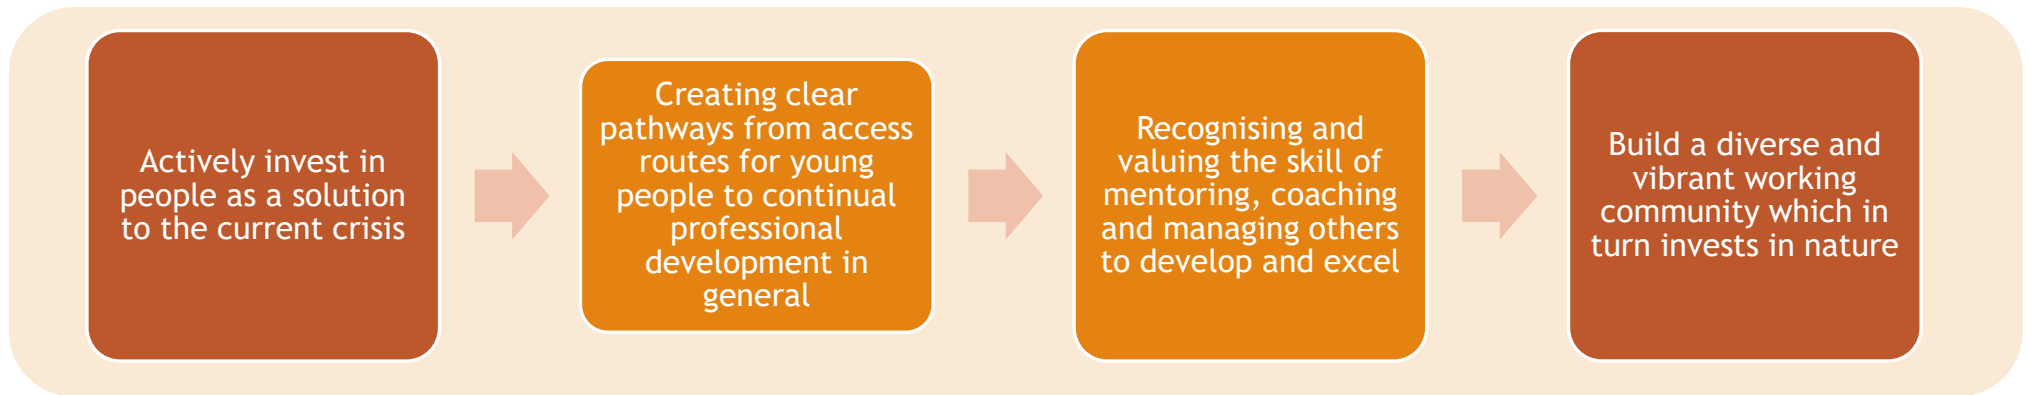 Actively invest in
people as a solution
to the current crisis
Creating clear
pathways from access
routes for young
people to continual
professional
development in
general
Recognising and
valuing the skill of
mentoring, coaching
and managing others
to develop and excel
Build a diverse and
vibrant working
community which in
turn invests in nature